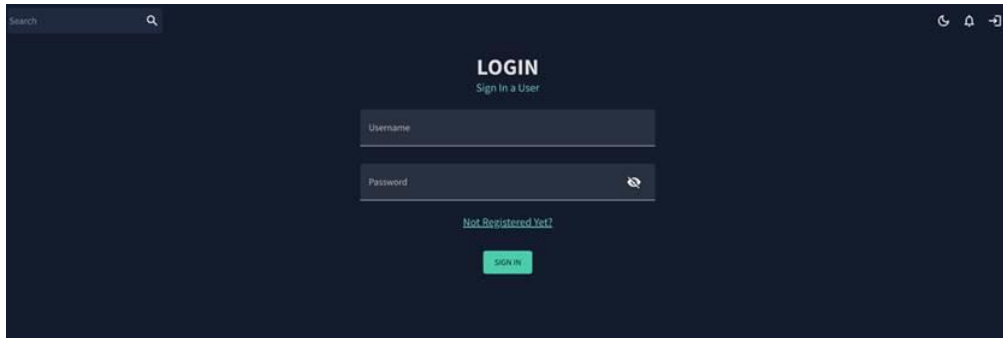 Search
LOGIN
Sign In a User
Username
Password
Not Registered Yet?
SIGN IN